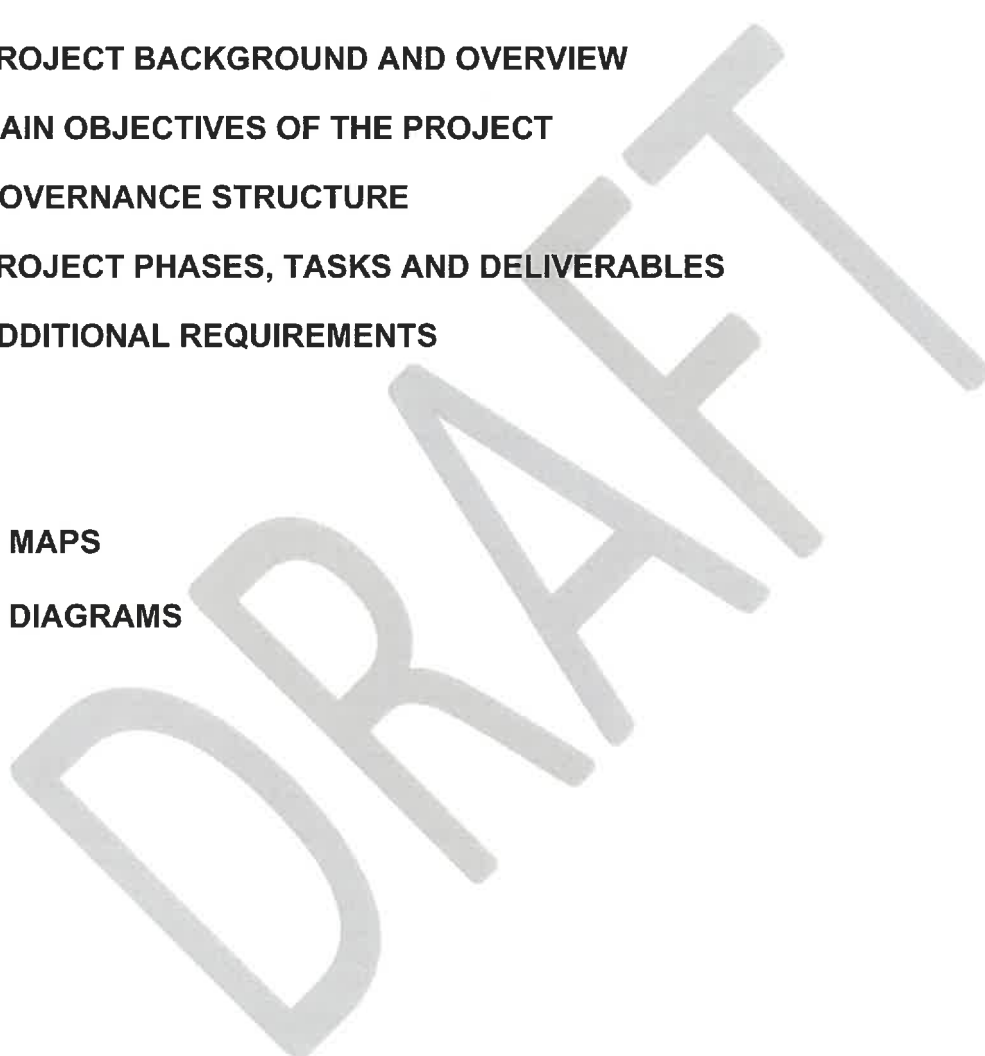 ROJECT BACKGROUND AND OVERVIEW
AIN OBJECTIVES OF THE PROJECT
OVERNANCE STRUCTURE
ROJECT PHASES, TASKS AND DELIVERABLES
DDITIONAL REQUIREMENTS
MAPS
DIAGRAMS
DRAFT